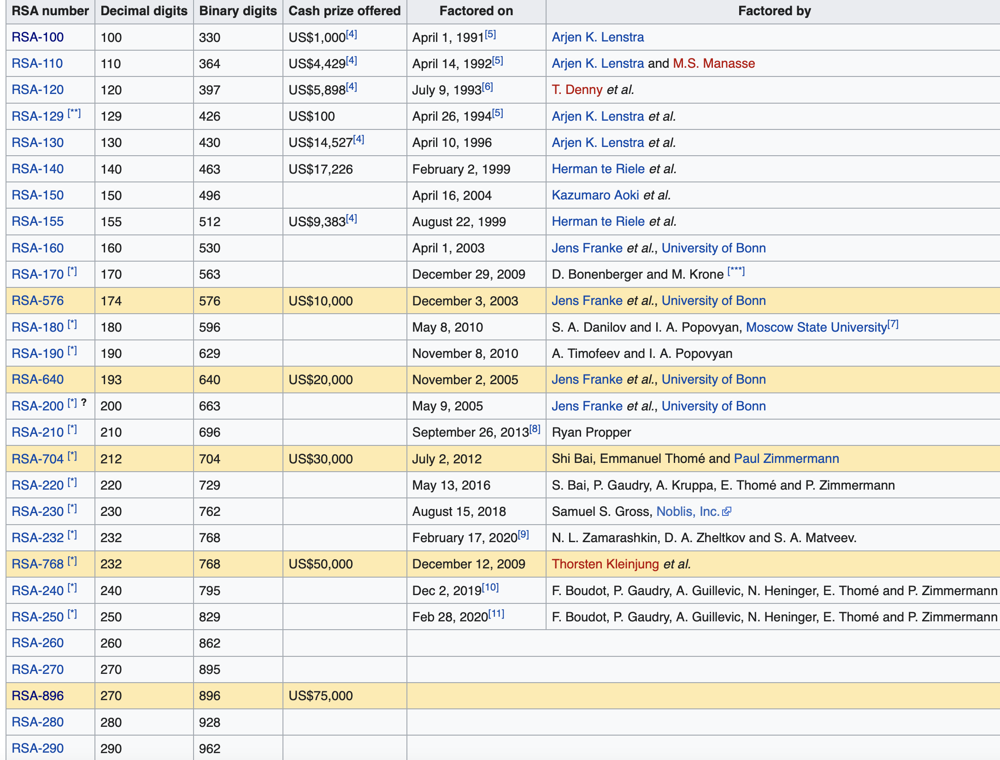 RSA number Decimal digits Binary digits Cash prize offered Factored on Factored by
RSA-100 100 330 US$1,000[4] April 1, 1991[5] Arjen K. Lenstra
RSA-110 110 364 US$4,429[4] April 14, 1992[5] Arjen K. Lenstra and M.S. Manasse
RSA-120 120 397 US$5,898[4] July 9, 1993[6] T. Denny et al.
RSA-129 [**] 129 426 US$100 April 26, 1994[5] Arjen K. Lenstra et al.
RSA-130 130 430 US$14,527[4] April 10, 1996 Arjen K. Lenstra et al.
RSA-140 140 463 US$17,226 February 2, 1999 Herman te Riele et al.
RSA-150 150 496 April 16, 2004 Kazumaro Aoki et al.
RSA-155 155 512 US$9,383[4] August 22, 1999 Herman te Riele et al.
RSA-160 160 530 April 1, 2003 Jens Franke et al., University of Bonn
RSA-170 [*] 170 563 December 29, 2009 D. Bonenberger and M. Krone [***]
RSA-576 174 576 US$10,000 December 3, 2003 Jens Franke et al., University of Bonn
RSA-180 [*] 180 596 May 8, 2010 S. A. Danilov and I. A. Popovyan, Moscow State University[7]
RSA-190 [*] 190 629 November 8, 2010 A. Timofeev and I. A. Popovyan
RSA-640 193 640 US$20,000 November 2, 2005 Jens Franke et al., University of Bonn
RSA-200 [*] ? 200 663 May 9, 2005 Jens Franke et al., University of Bonn
RSA-210 [*] 210 696 September 26, 2013[8] Ryan Propper
RSA-704 [*] 212 704 US$30,000 July 2, 2012 Shi Bai, Emmanuel Thomé and Paul Zimmermann
RSA-220 [*] 220 729 May 13, 2016 S. Bai, P. Gaudry, A. Kruppa, E. Thomé and P. Zimmermann
RSA-230 [*] 230 762 August 15, 2018 Samuel S. Gross, Noblis, Inc.
RSA-232 [*] 232 768 February 17, 2020[9] N. L. Zamarashkin, D. A. Zheltkov and S. A. Matveev.
RSA-768 [*] 232 768 US$50,000 December 12, 2009 Thorsten Kleinjung et al.
RSA-240 [*] 240 795 Dec 2, 2019[10] F. Boudot, P. Gaudry, A. Guillevic, N. Heninger, E. Thomé and P. Zimmermann
RSA-250 [*] 250 829 Feb 28, 2020[11] F. Boudot, P. Gaudry, A. Guillevic, N. Heninger, E. Thomé and P. Zimmermann
RSA-260 260 862
RSA-270 270 895
RSA-896 270 896 US$75,000
RSA-280 280 928
RSA-290 290 962